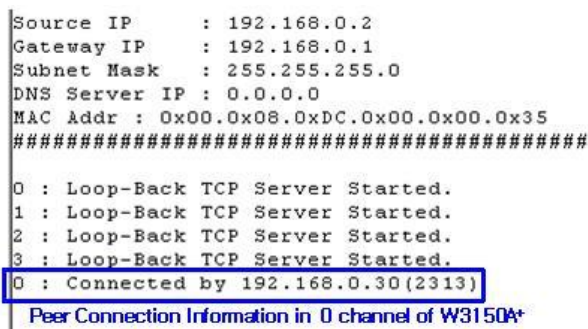 Source IP : 192.168.0.2
Gateway IP : 192.168.0.1
Subnet Mask : 255.255.255.0
DNS Server IP : 0.0.0.0
MAC Addr : 0x00.0x08.0xDC.0x00.0x00.0x35
##############################################
0 : Loop-Back TCP Server Started.
1 : Loop-Back TCP Server Started.
2 : Loop-Back TCP Server Started.
3 : Loop-Back TCP Server Started.
0 : Connected by 192.168.0.30(2313)
Peer Connection Information in 0 channel of W3150A+